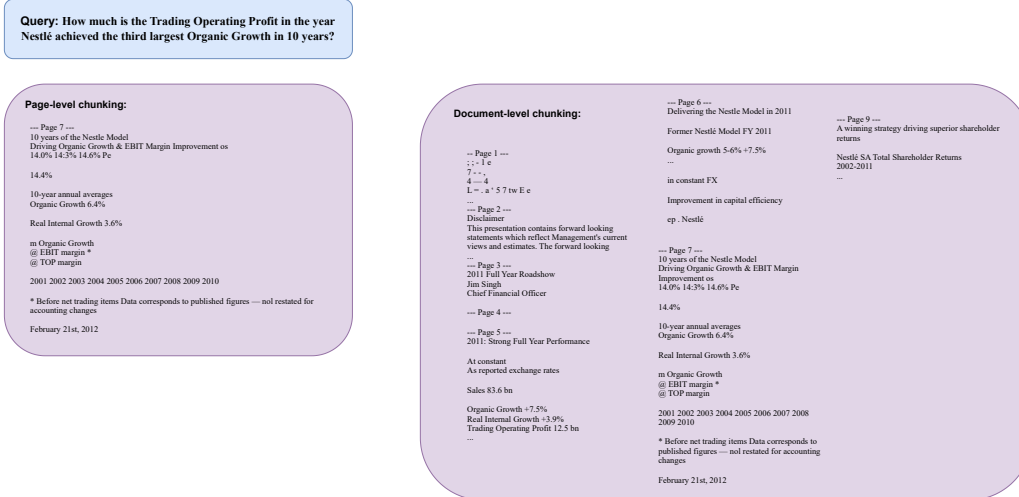 Query: How much is the Trading Operating Profit in the year
Nestlé achieved the third largest Organic Growth in 10 years?
Page-level chunking:
--- Page 7 ---
10 years of the Nestle Model
Driving Organic Growth & EBIT Margin Improvement os
14.0% 14:3% 14.6% Pe
14.4%
10-year annual averages
Organic Growth 6.4%
Real Internal Growth 3.6%
m Organic Growth
@ EBIT margin *
@ TOP margin
2001 2002 2003 2004 2005 2006 2007 2008 2009 2010
* Before net trading items Data corresponds to published figures — nol restated for
accounting changes
February 21st, 2012
Document-level chunking:
-- Page 1 ---
; ; - 1 e
7 - - ,
4 — 4
L = . a ' 5 7 tw E e
...
--- Page 2 ---
Disclaimer
This presentation contains forward looking
statements which reflect Management's current
views and estimates. The forward looking
...
--- Page 3 ---
2011 Full Year Roadshow
Jim Singh
Chief Financial Officer
--- Page 4 ---
--- Page 5 ---
2011: Strong Full Year Performance
At constant
As reported exchange rates
Sales 83.6 bn
Organic Growth +7.5%
Real Internal Growth +3.9%
Trading Operating Profit 12.5 bn
...
--- Page 6 ---
Delivering the Nestle Model in 2011
Former Nestlé Model FY 2011
Organic growth 5-6% +7.5%
...
in constant FX
Improvement in capital efficiency
ep . Nestlé
--- Page 7 ---
10 years of the Nestle Model
Driving Organic Growth & EBIT Margin
Improvement os
14.0% 14:3% 14.6% Pe
14.4%
10-year annual averages
Organic Growth 6.4%
Real Internal Growth 3.6%
m Organic Growth
@ EBIT margin *
@ TOP margin
2001 2002 2003 2004 2005 2006 2007 2008
2009 2010
* Before net trading items Data corresponds to
published figures — nol restated for accounting
changes
February 21st, 2012
--- Page 9 ---
A winning strategy driving superior shareholder
returns
Nestlé SA Total Shareholder Returns
2002-2011
...